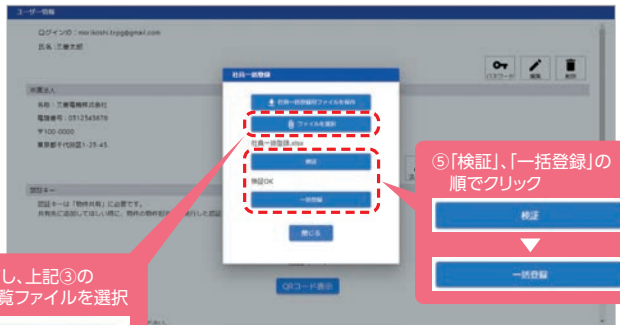 ユーザー情報
ログインID : mor.koshi.tnpg@gmail.com
氏名 : 三菱太郎
パスワード
編集
削除
所属法人
名称 : 三菱電機株式会社
電話番号 : 0312345678
〒100-0000
東京都千代田区1-23-45
認証キー
認証キーは「物件共有」に必要です。
社員一括登録
社員一括登録用ファイルを保存
ファイルを選択
社員一括登録.xlsx
検証
検証OK
一括登録
閉じる
QRコード表示
⑤「検証」、「一括登録」の
順でクリック
検証
一括登録
し、上記③の
覧ファイルを選択